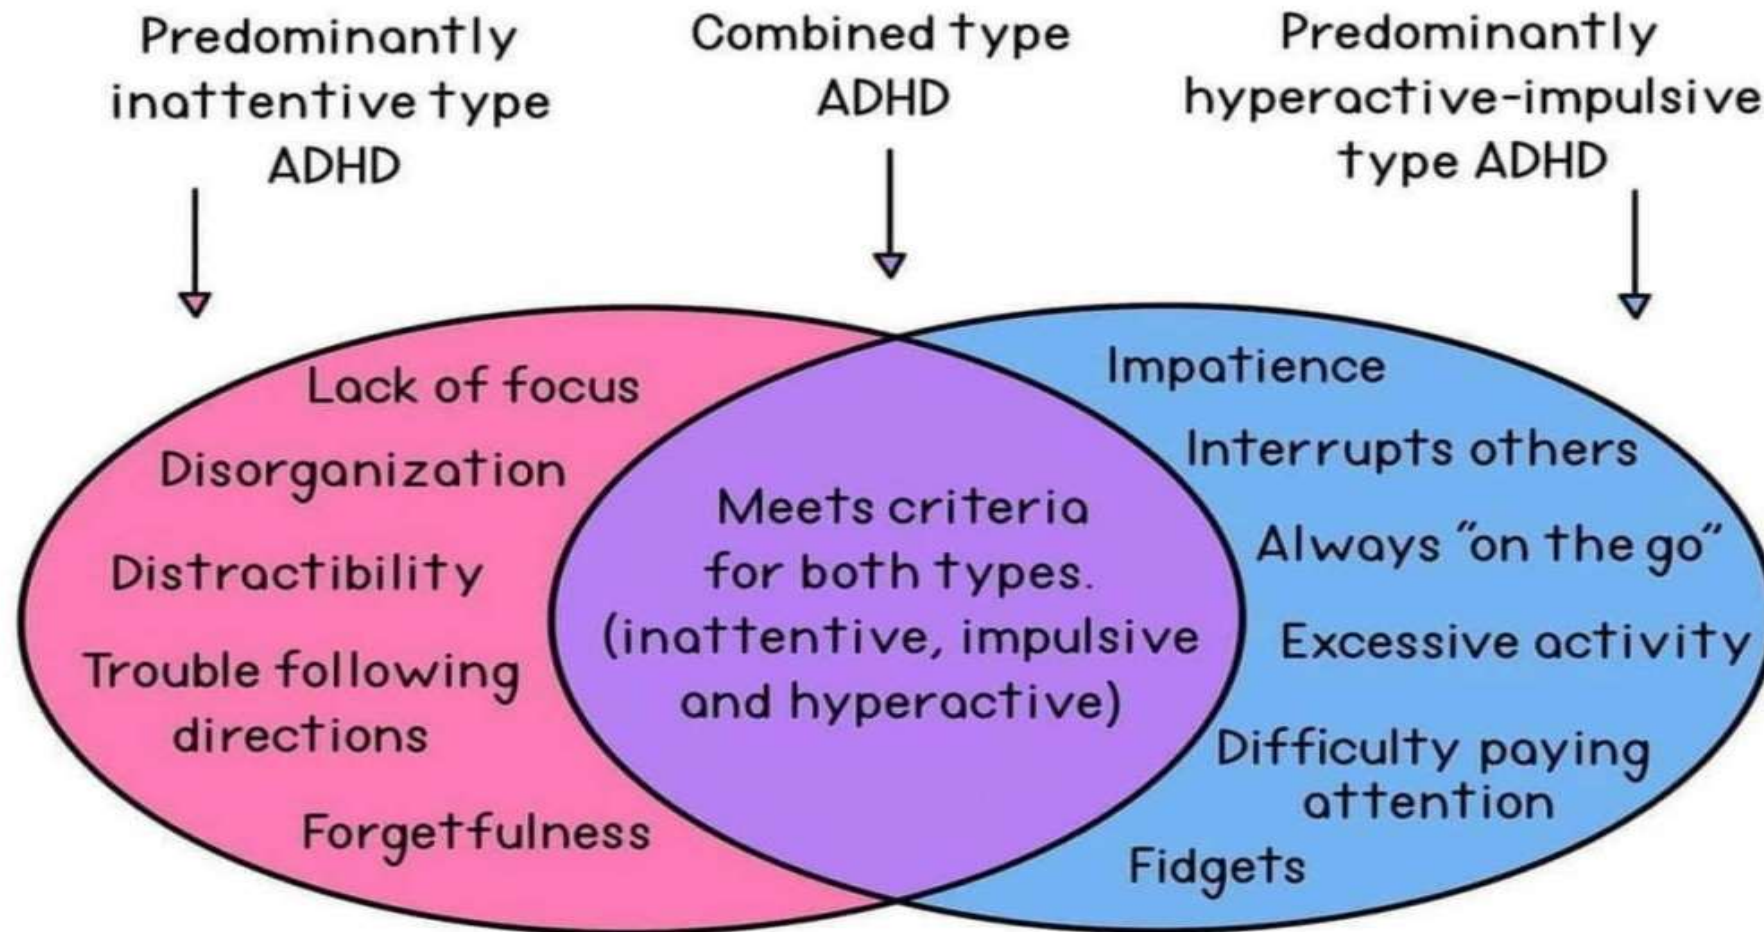 Predominantly
inattentive type
ADHD
Combined type
ADHD
Predominantly
hyperactive-impulsive
type ADHD
Lack of focus
Disorganization
Distractibility
Trouble following
directions
Forgetfulness
Meets criteria
for both types.
(inattentive, impulsive
and hyperactive)
Impatience
Interrupts others
Always "on the go"
Excessive activity
Difficulty paying
attention
Fidgets